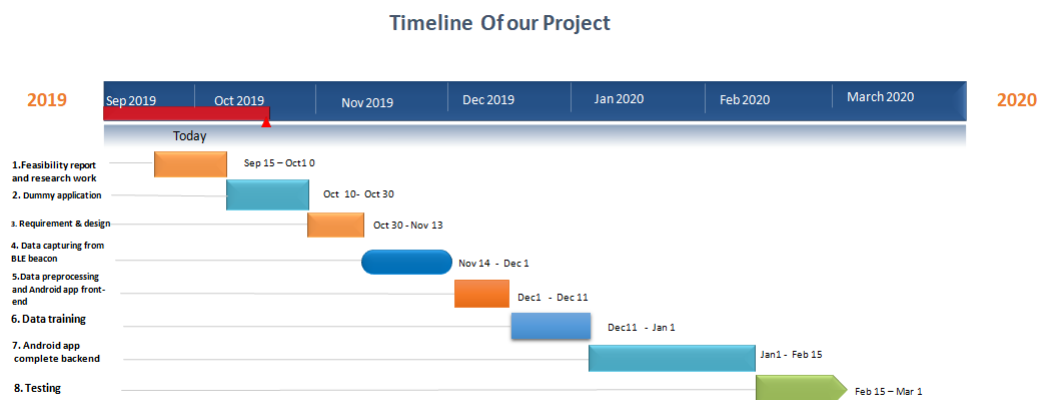 Timeline Of our Project
2019
Sep 2019
Oct 2019
Nov 2019
Dec 2019
Jan 2020
Feb 2020
March 2020
2020
Today
1.Feasibility report
and research work
Sep 15 – Oct1 0
2. Dummy application
Oct 10- Oct 30
3. Requirement & design
Oct 30 - Nov 13
4. Data capturing from
BLE beacon
Nov 14 - Dec 1
5.Data preprocessing
and Android app front-
end
Dec1 - Dec 11
6. Data training
Dec11 - Jan 1
7. Android app
complete backend
Jan1 - Feb 15
8. Testing
Feb 15 – Mar 1